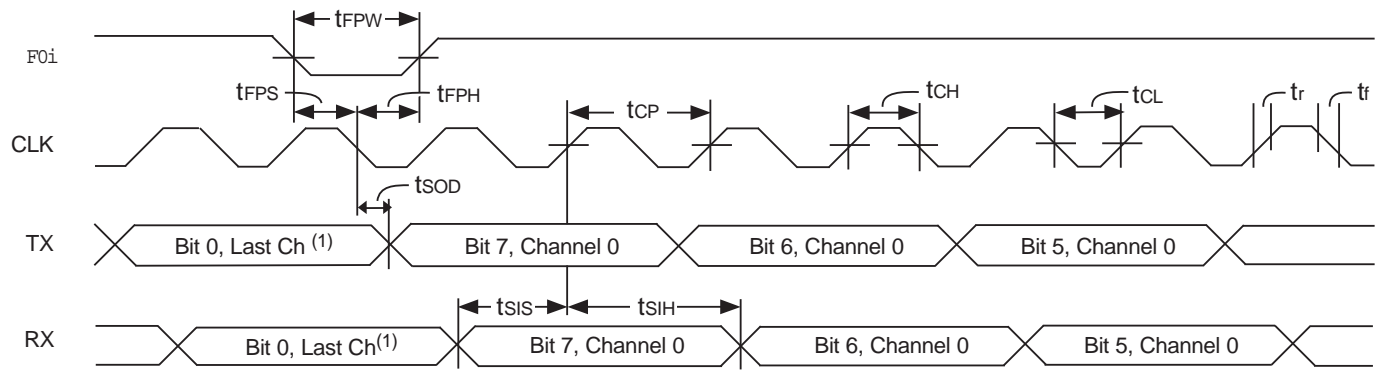 tFPW
F0i
tFPS
tFPH
tCP
tCH
tCL
tr
tf
CLK
tSOD
TX
Bit 0, Last Ch (1)
Bit 7, Channel 0
Bit 6, Channel 0
Bit 5, Channel 0
tSIS
tSIH
RX
Bit 0, Last Ch(1)
Bit 7, Channel 0
Bit 6, Channel 0
Bit 5, Channel 0